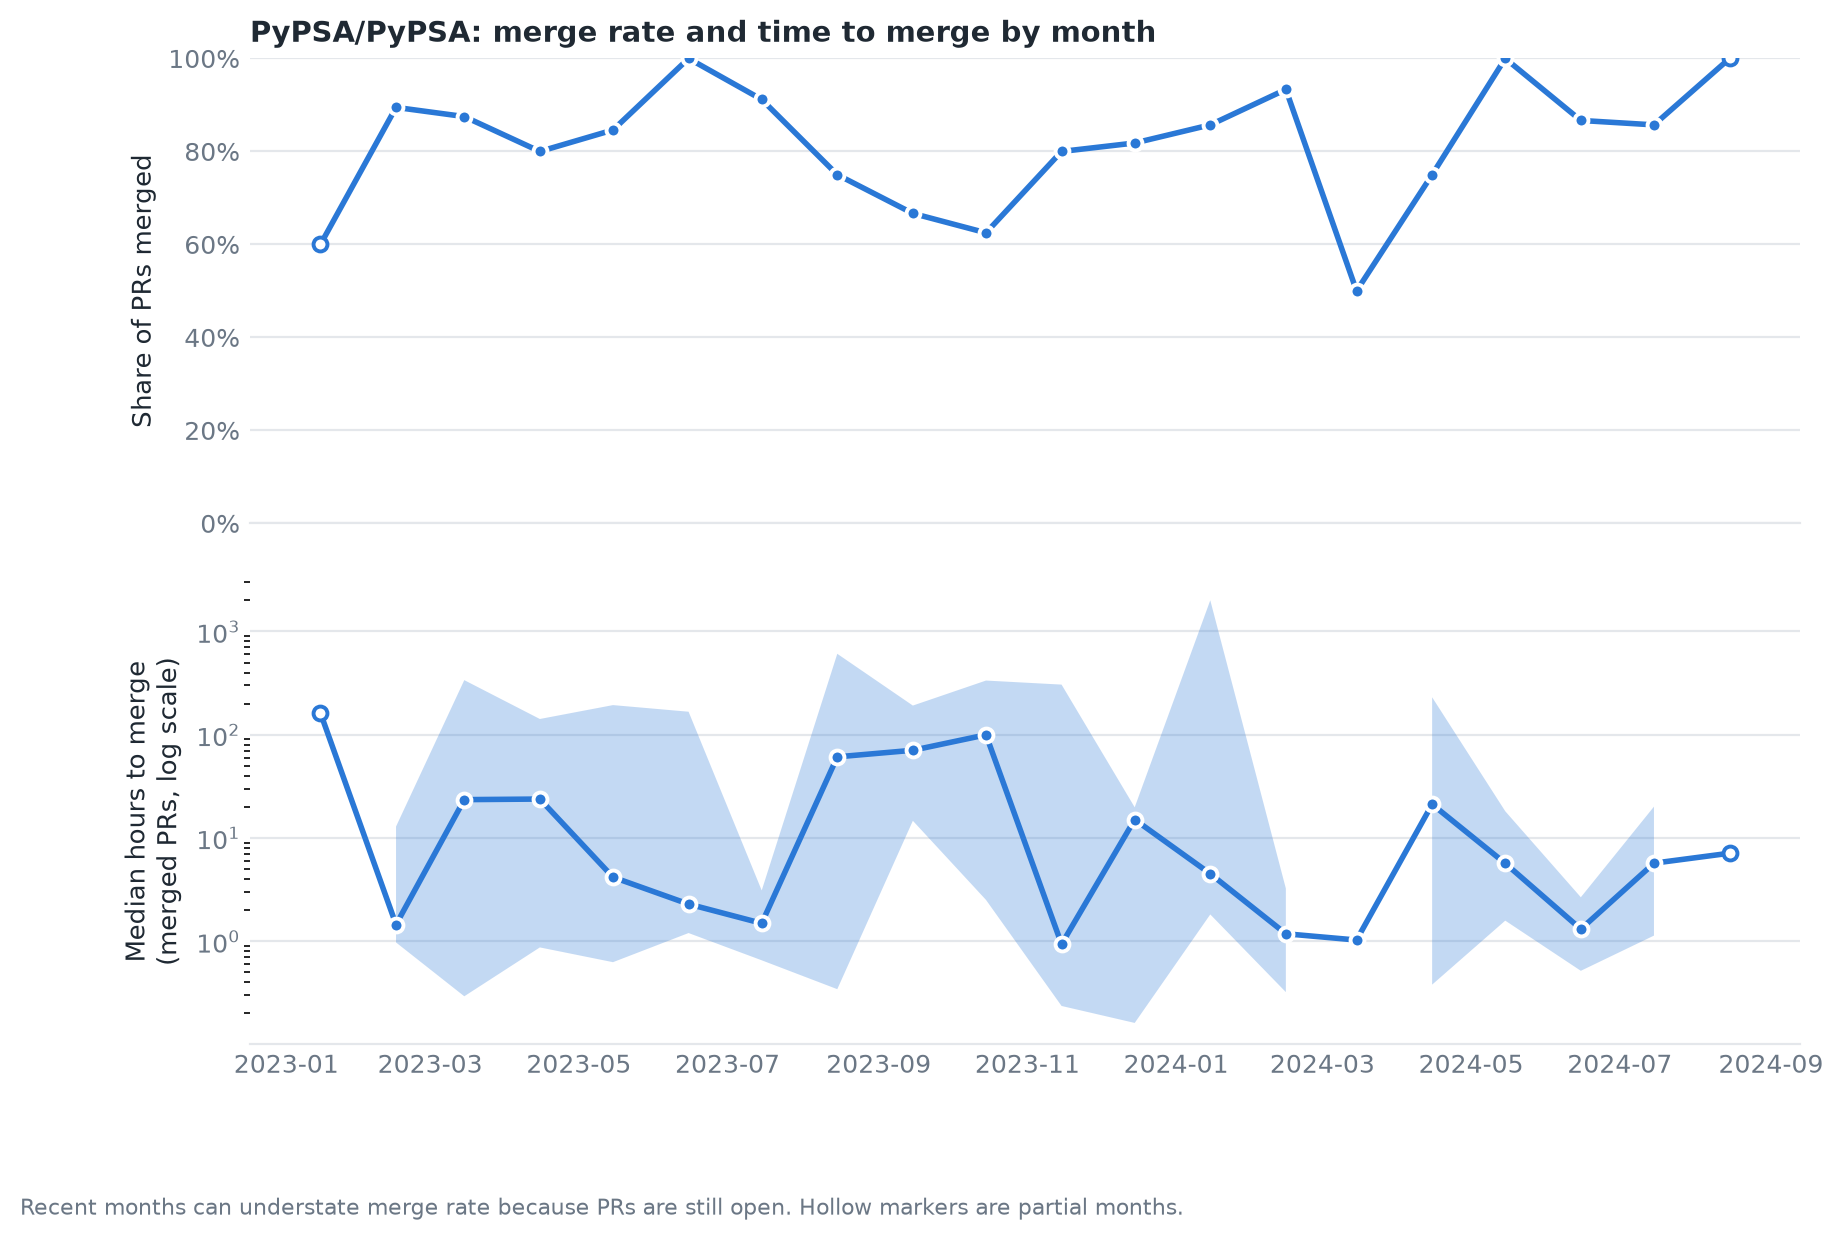 PyPSA/PyPSA: merge rate and time to merge by month
100%
80%
60%
40%
20%
0%
Share of PRs merged
10³
10²
10¹
10⁰
Median hours to merge
(merged PRs, log scale)
2023-01 2023-03 2023-05 2023-07 2023-09 2023-11 2024-01 2024-03 2024-05 2024-07 2024-09
Recent months can understate merge rate because PRs are still open. Hollow markers are partial months.